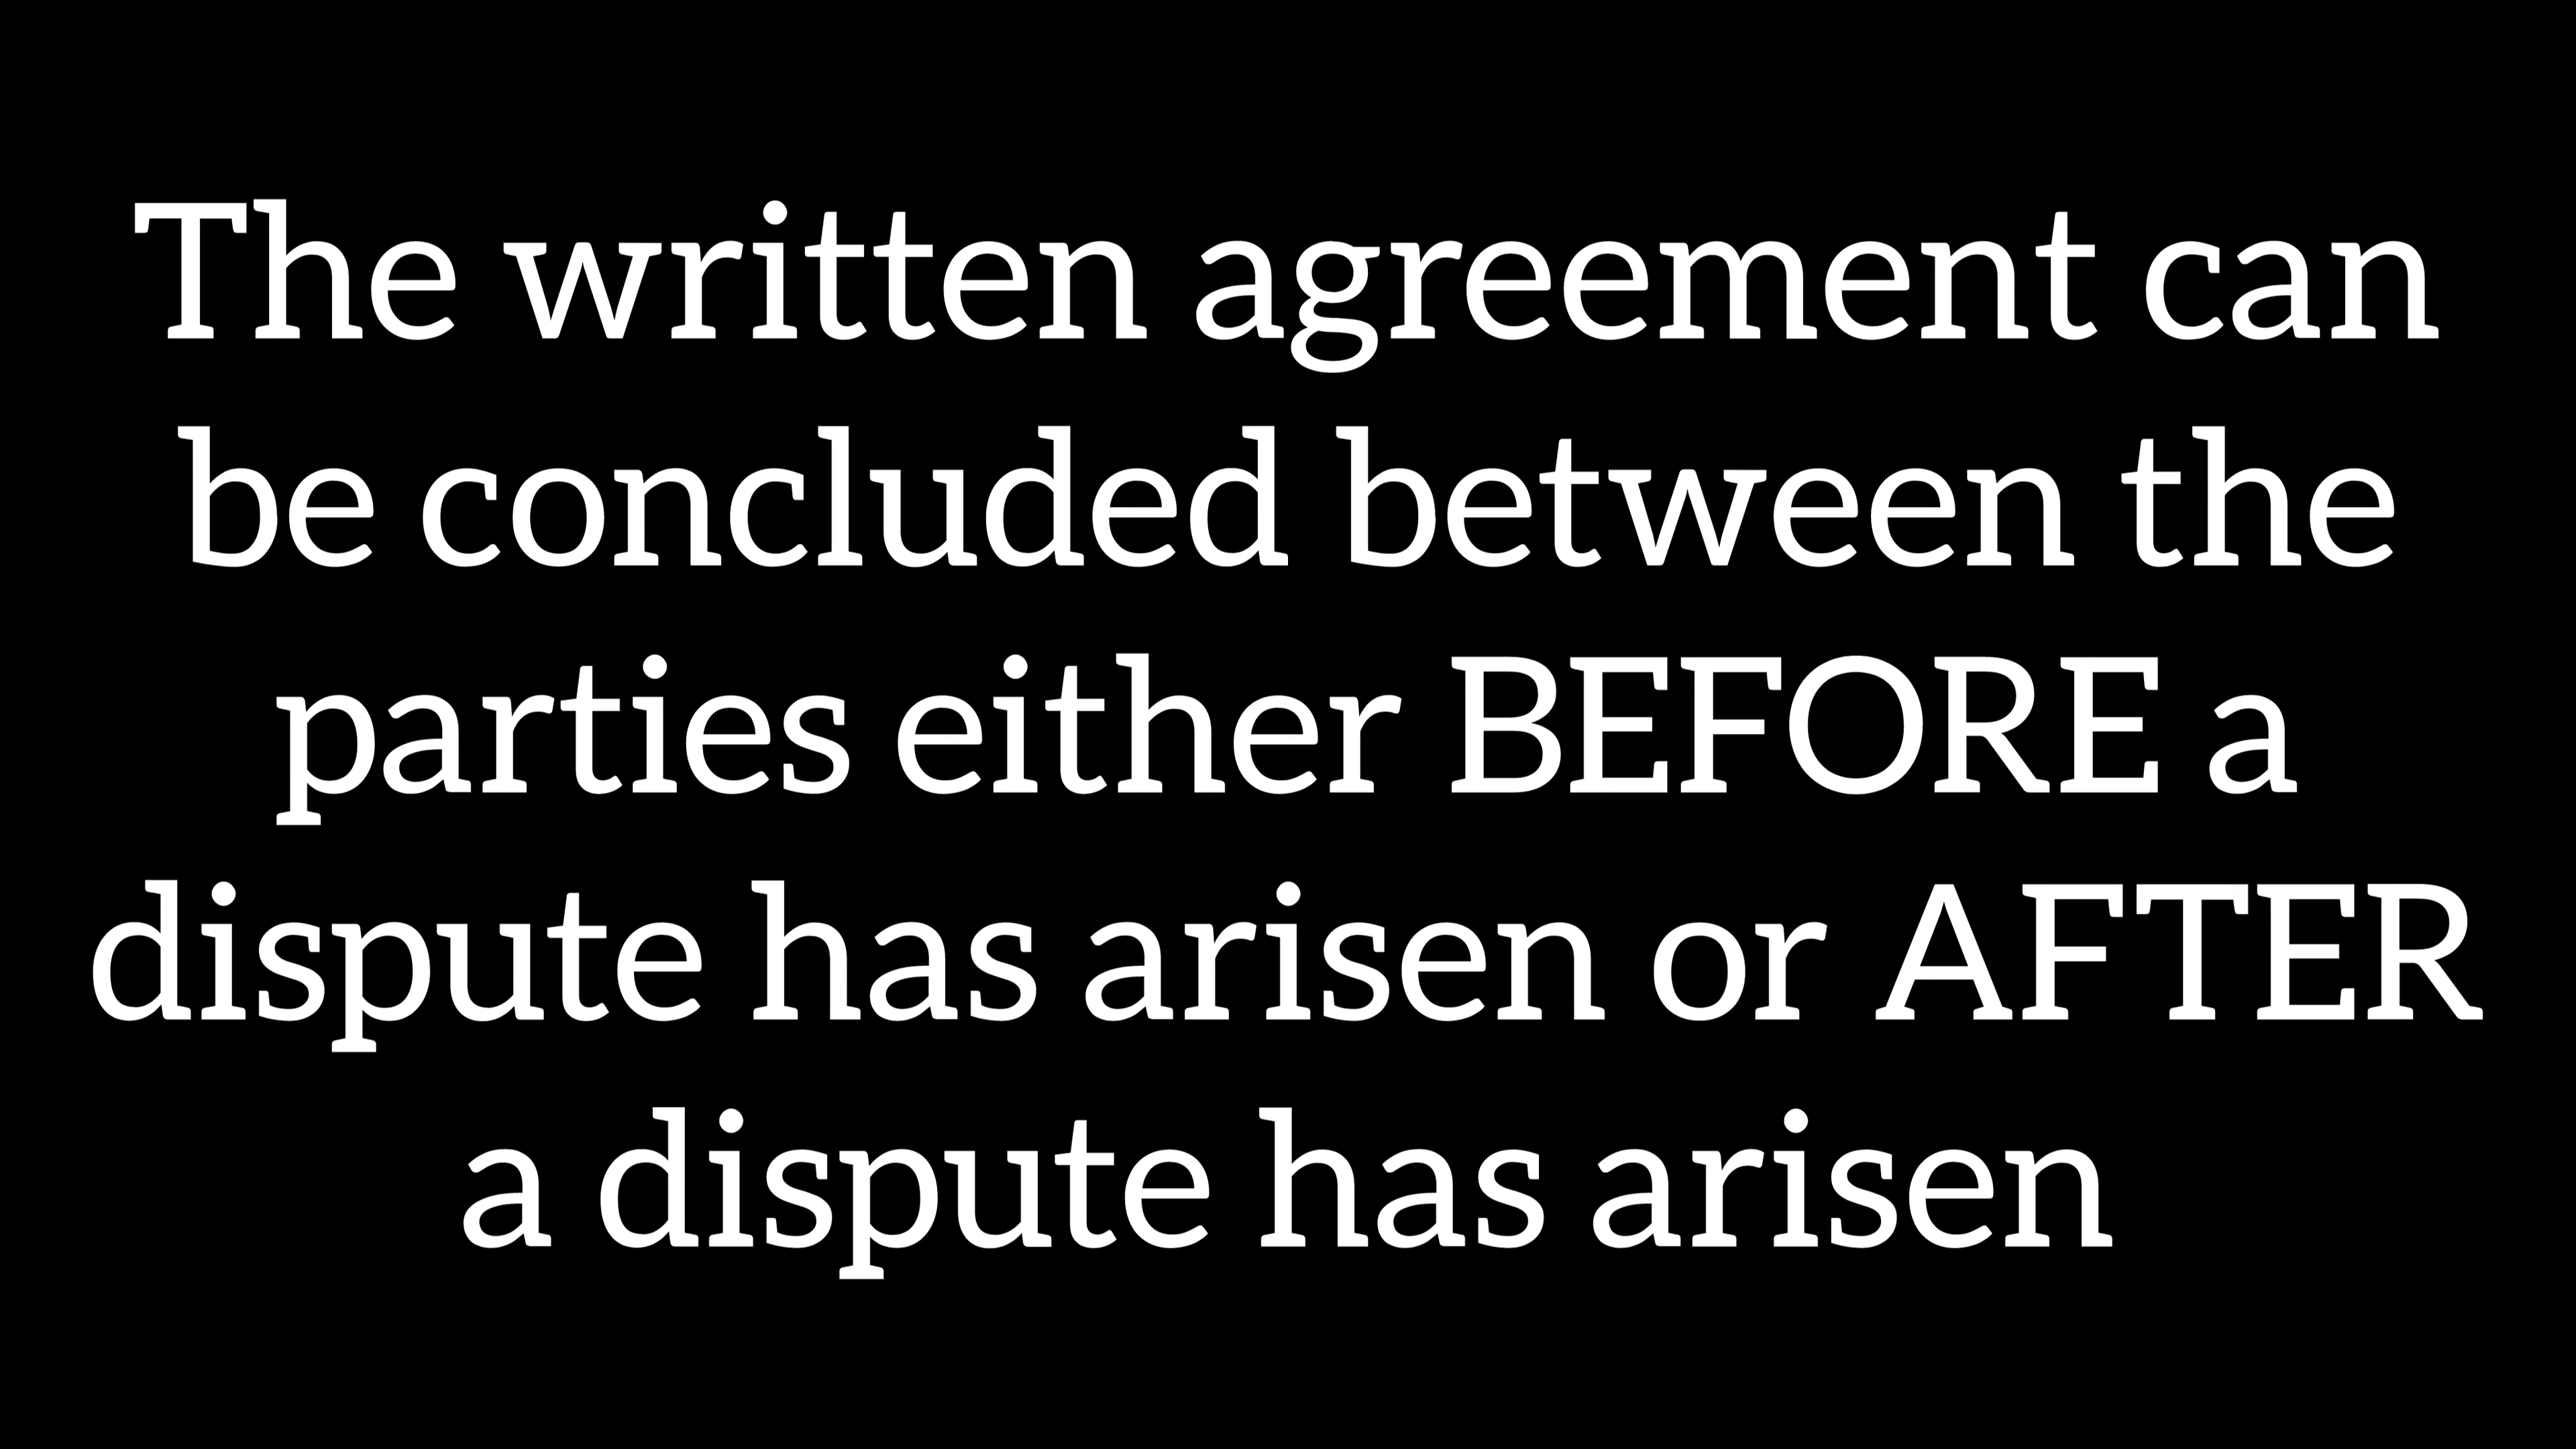 The written agreement can
be concluded between the
parties either BEFORE a
dispute has arisen or AFTER
a dispute has arisen